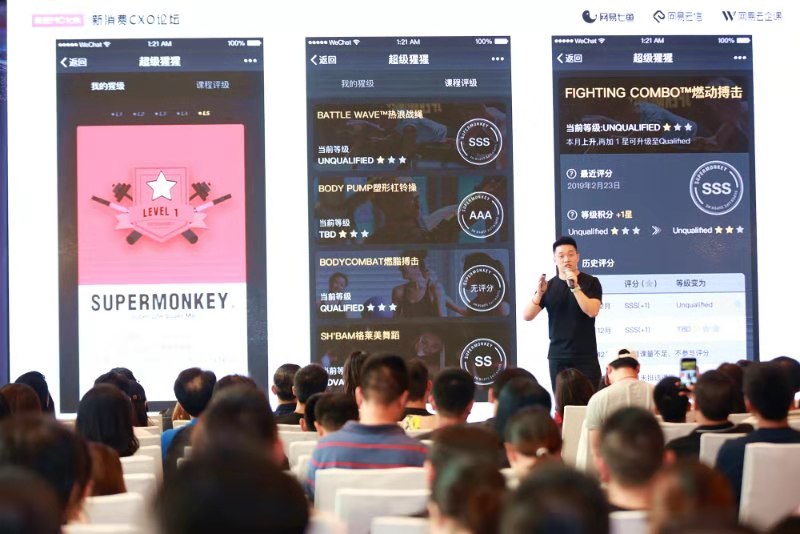 新消费CXO论坛
网易七鱼
网易云信
网易云企课
WeChat
1:21 AM
100%
返回
超级猩猩
我的猩级
课程评级
LEVEL 1
SUPERMONKEY
WeChat
1:21 AM
100%
返回
超级猩猩
我的猩级
课程评级
BATTLE WAVE™热浪战绳
当前等级
UNQUALIFIED
SSS
BODY PUMP塑形杠铃操
当前等级
TBD
AAA
BODYCOMBAT燃脂搏击
当前等级
QUALIFIED
SUPERMONKEY
无评分
SH'BAM格莱美舞蹈
当前等级
SS
WeChat
1:21 AM
100%
返回
超级猩猩
FIGHTING COMBO™燃动搏击
当前等级:UNQUALIFIED
本月上升,再加 1 星可升级至Qualified
最近评分
2019年2月23日
SUPERMONKEY
SSS
等级积分 +1星
Unqualified
Unqualified
历史评分
评分
等级变为
SSS(+1)
Unqualified
SSS(+1)
TBD